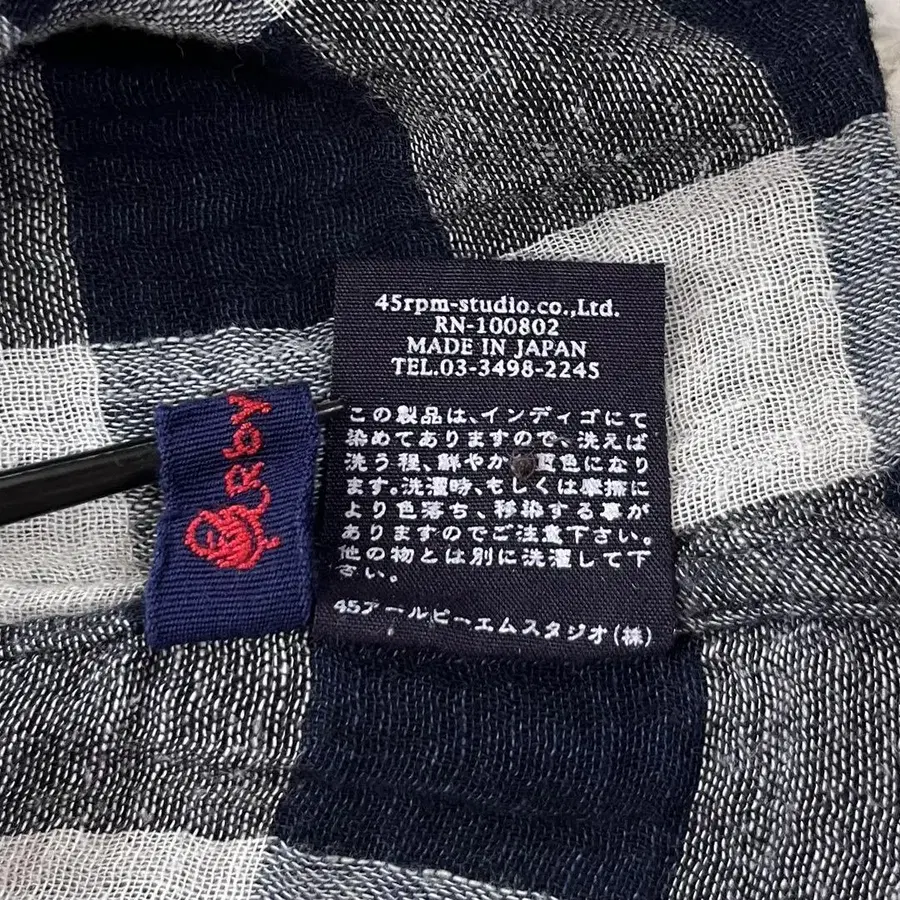 45rpm-studio.co.,Ltd.
RN-100802
MADE IN JAPAN
TEL.03-3498-2245
この製品は、インディゴにて
染めてありますので、洗えば
洗う程、鮮やか 色になり
ます。洗濯時、もしくは摩擦に
より色落ち、移染する事が
ありますのでご注意下さい。
他の物とは別に洗濯して下
さい。
45アールピーエムスタジオ(株)
Rby